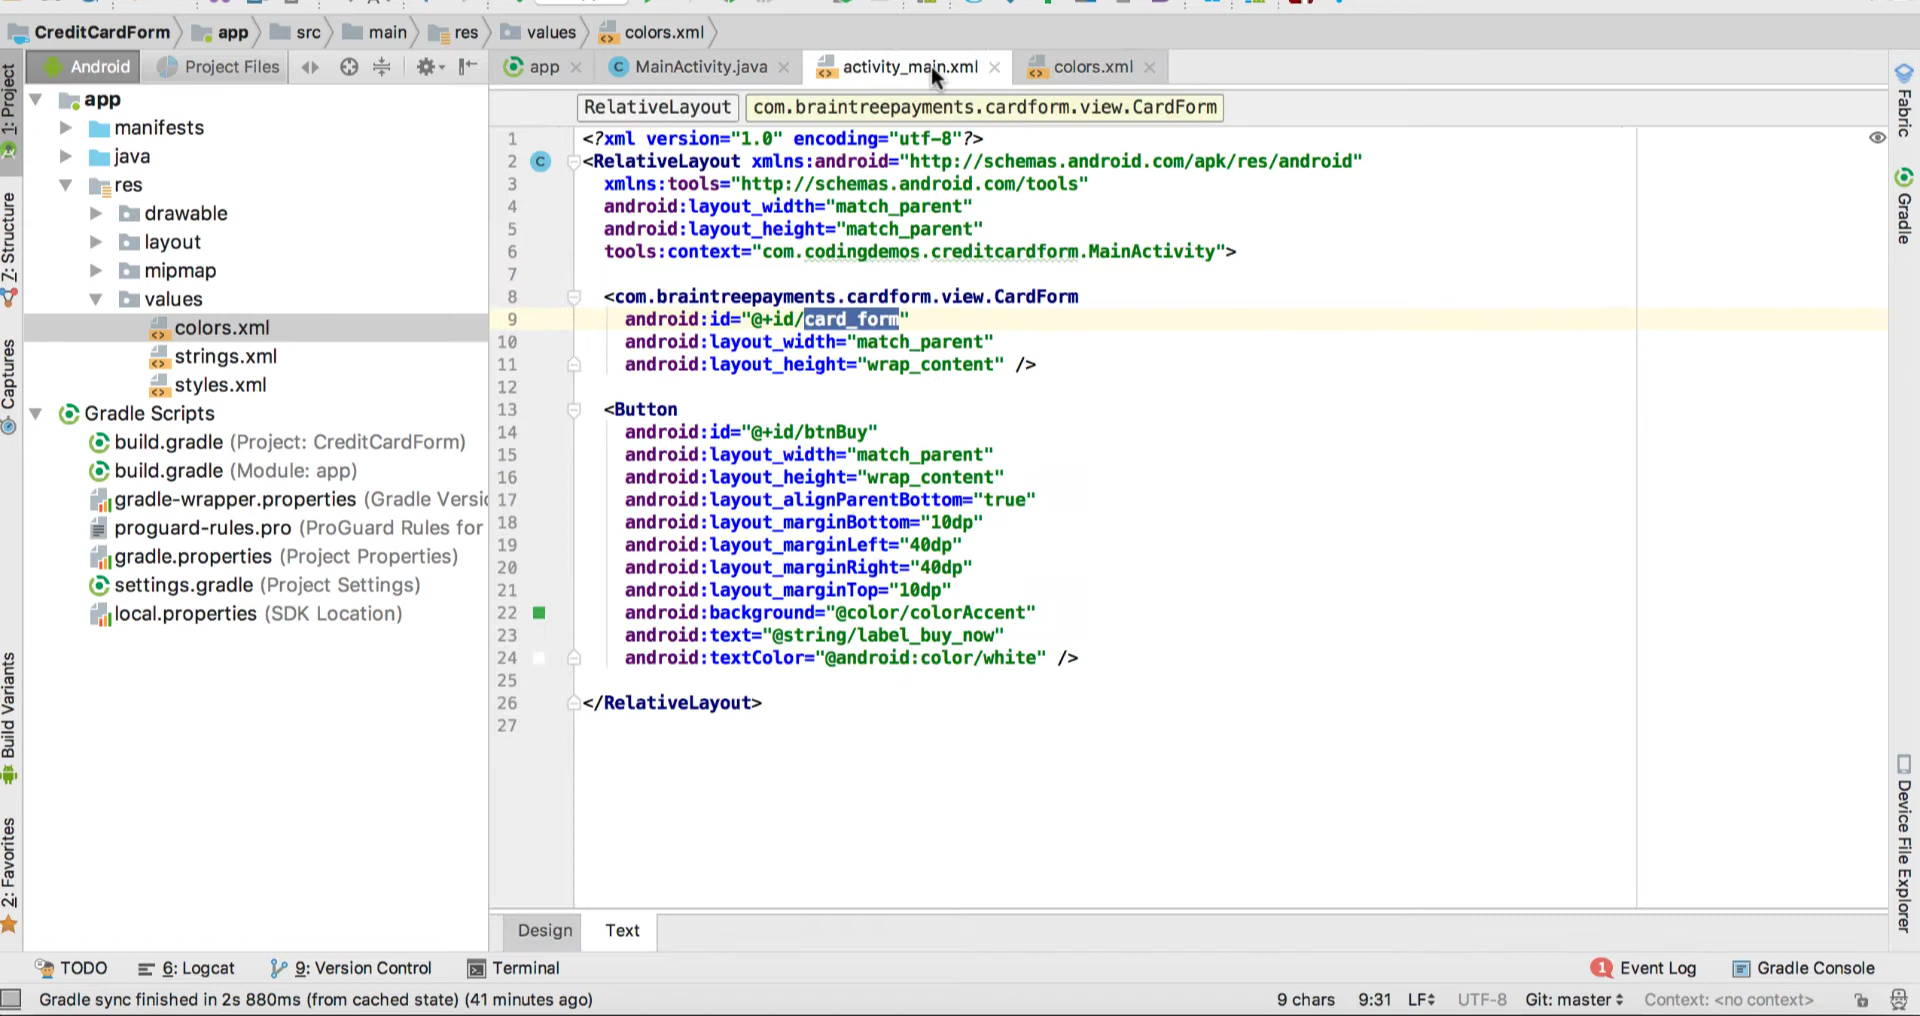 CreditCardForm app src main res values colors.xml
Android Project Files
app MainActivity.java activity_main.xml colors.xml
RelativeLayout com.braintreepayments.cardform.view.CardForm
1: Project
Z: Structure
Captures
Build Variants
2: Favorites
app
manifests
java
res
drawable
layout
mipmap
values
colors.xml
strings.xml
styles.xml
Gradle Scripts
build.gradle (Project: CreditCardForm)
build.gradle (Module: app)
gradle-wrapper.properties (Gradle Versi
proguard-rules.pro (ProGuard Rules for
gradle.properties (Project Properties)
settings.gradle (Project Settings)
local.properties (SDK Location)
1 <?xml version="1.0" encoding="utf-8"?>
2 C <RelativeLayout xmlns:android="http://schemas.android.com/apk/res/android"
3 xmlns:tools="http://schemas.android.com/tools"
4 android:layout_width="match_parent"
5 android:layout_height="match_parent"
6 tools:context="com.codingdemos.creditcardform.MainActivity">
7
8 <com.braintreepayments.cardform.view.CardForm
9 android:id="@+id/card_form"
10 android:layout_width="match_parent"
11 android:layout_height="wrap_content" />
12
13 <Button
14 android:id="@+id/btnBuy"
15 android:layout_width="match_parent"
16 android:layout_height="wrap_content"
17 android:layout_alignParentBottom="true"
18 android:layout_marginBottom="10dp"
19 android:layout_marginLeft="40dp"
20 android:layout_marginRight="40dp"
21 android:layout_marginTop="10dp"
22 android:background="@color/colorAccent"
23 android:text="@string/label_buy_now"
24 android:textColor="@android:color/white" />
25
26 </RelativeLayout>
27
Fabric
Gradle
Device File Explorer
Design Text
TODO 6: Logcat 9: Version Control Terminal 1 Event Log Gradle Console
Gradle sync finished in 2s 880ms (from cached state) (41 minutes ago) 9 chars 9:31 LF UTF-8 Git: master Context: <no context>